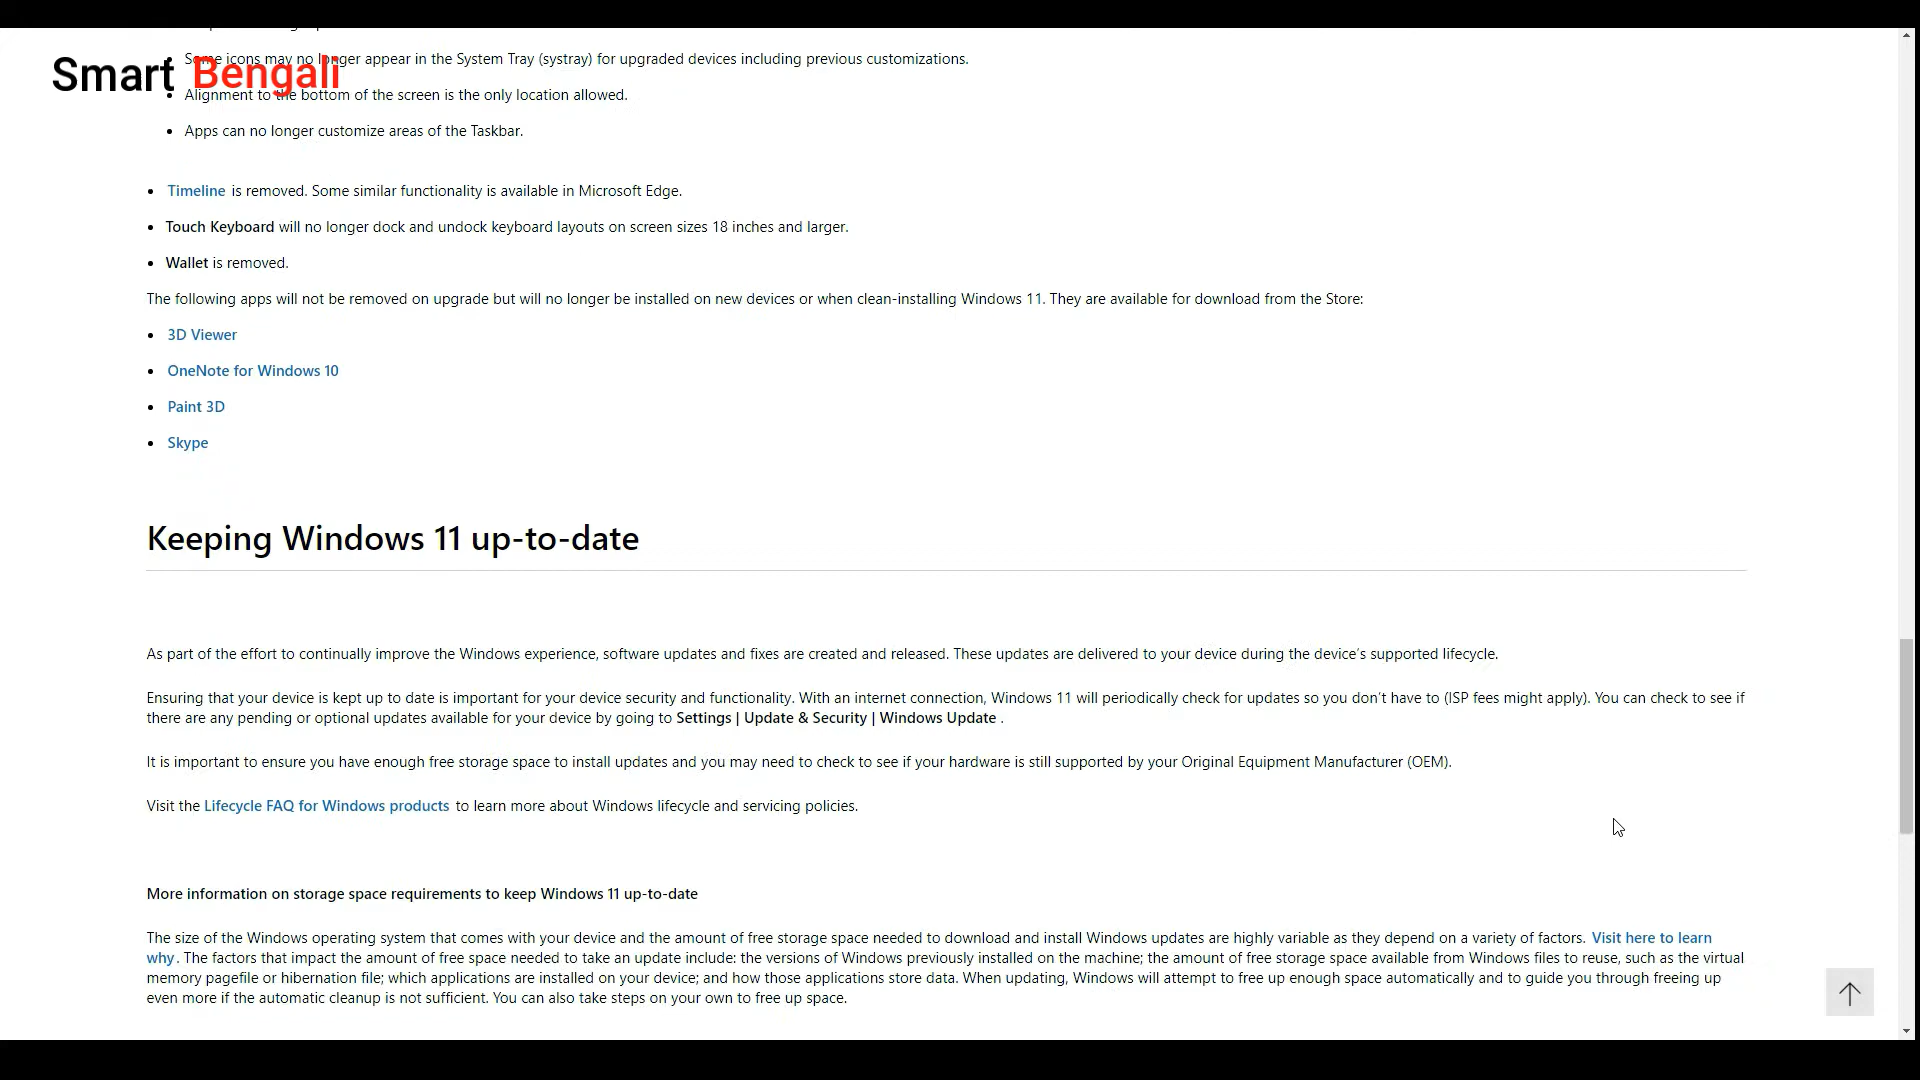 Some icons may no longer appear in the System Tray (systray) for upgraded devices including previous customizations.
Smart Bengali
Alignment to the bottom of the screen is the only location allowed.
Apps can no longer customize areas of the Taskbar.
Timeline is removed. Some similar functionality is available in Microsoft Edge.
Touch Keyboard will no longer dock and undock keyboard layouts on screen sizes 18 inches and larger.
Wallet is removed.
The following apps will not be removed on upgrade but will no longer be installed on new devices or when clean-installing Windows 11. They are available for download from the Store:
3D Viewer
OneNote for Windows 10
Paint 3D
Skype
Keeping Windows 11 up-to-date
As part of the effort to continually improve the Windows experience, software updates and fixes are created and released. These updates are delivered to your device during the device's supported lifecycle.
Ensuring that your device is kept up to date is important for your device security and functionality. With an internet connection, Windows 11 will periodically check for updates so you don't have to (ISP fees might apply). You can check to see if
there are any pending or optional updates available for your device by going to Settings | Update & Security | Windows Update .
It is important to ensure you have enough free storage space to install updates and you may need to check to see if your hardware is still supported by your Original Equipment Manufacturer (OEM).
Visit the Lifecycle FAQ for Windows products to learn more about Windows lifecycle and servicing policies.
More information on storage space requirements to keep Windows 11 up-to-date
The size of the Windows operating system that comes with your device and the amount of free storage space needed to download and install Windows updates are highly variable as they depend on a variety of factors. Visit here to learn
why. The factors that impact the amount of free space needed to take an update include: the versions of Windows previously installed on the machine; the amount of free storage space available from Windows files to reuse, such as the virtual
memory pagefile or hibernation file; which applications are installed on your device; and how those applications store data. When updating, Windows will attempt to free up enough space automatically and to guide you through freeing up
even more if the automatic cleanup is not sufficient. You can also take steps on your own to free up space.